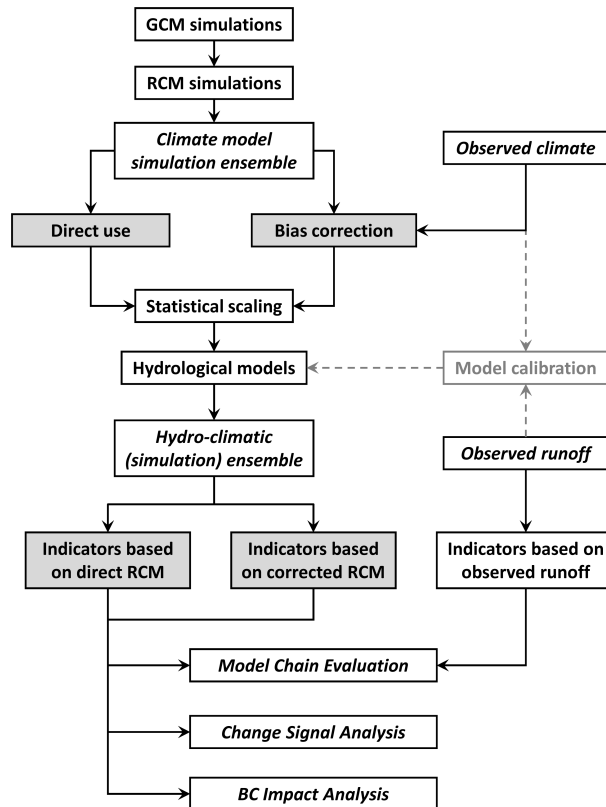 GCM simulations
RCM simulations
Climate model
simulation ensemble
Observed climate
Direct use
Bias correction
Statistical scaling
Hydrological models
Model calibration
Hydro-climatic
(simulation) ensemble
Observed runoff
Indicators based
on direct RCM
Indicators based
on corrected RCM
Indicators based on
observed runoff
Model Chain Evaluation
Change Signal Analysis
BC Impact Analysis